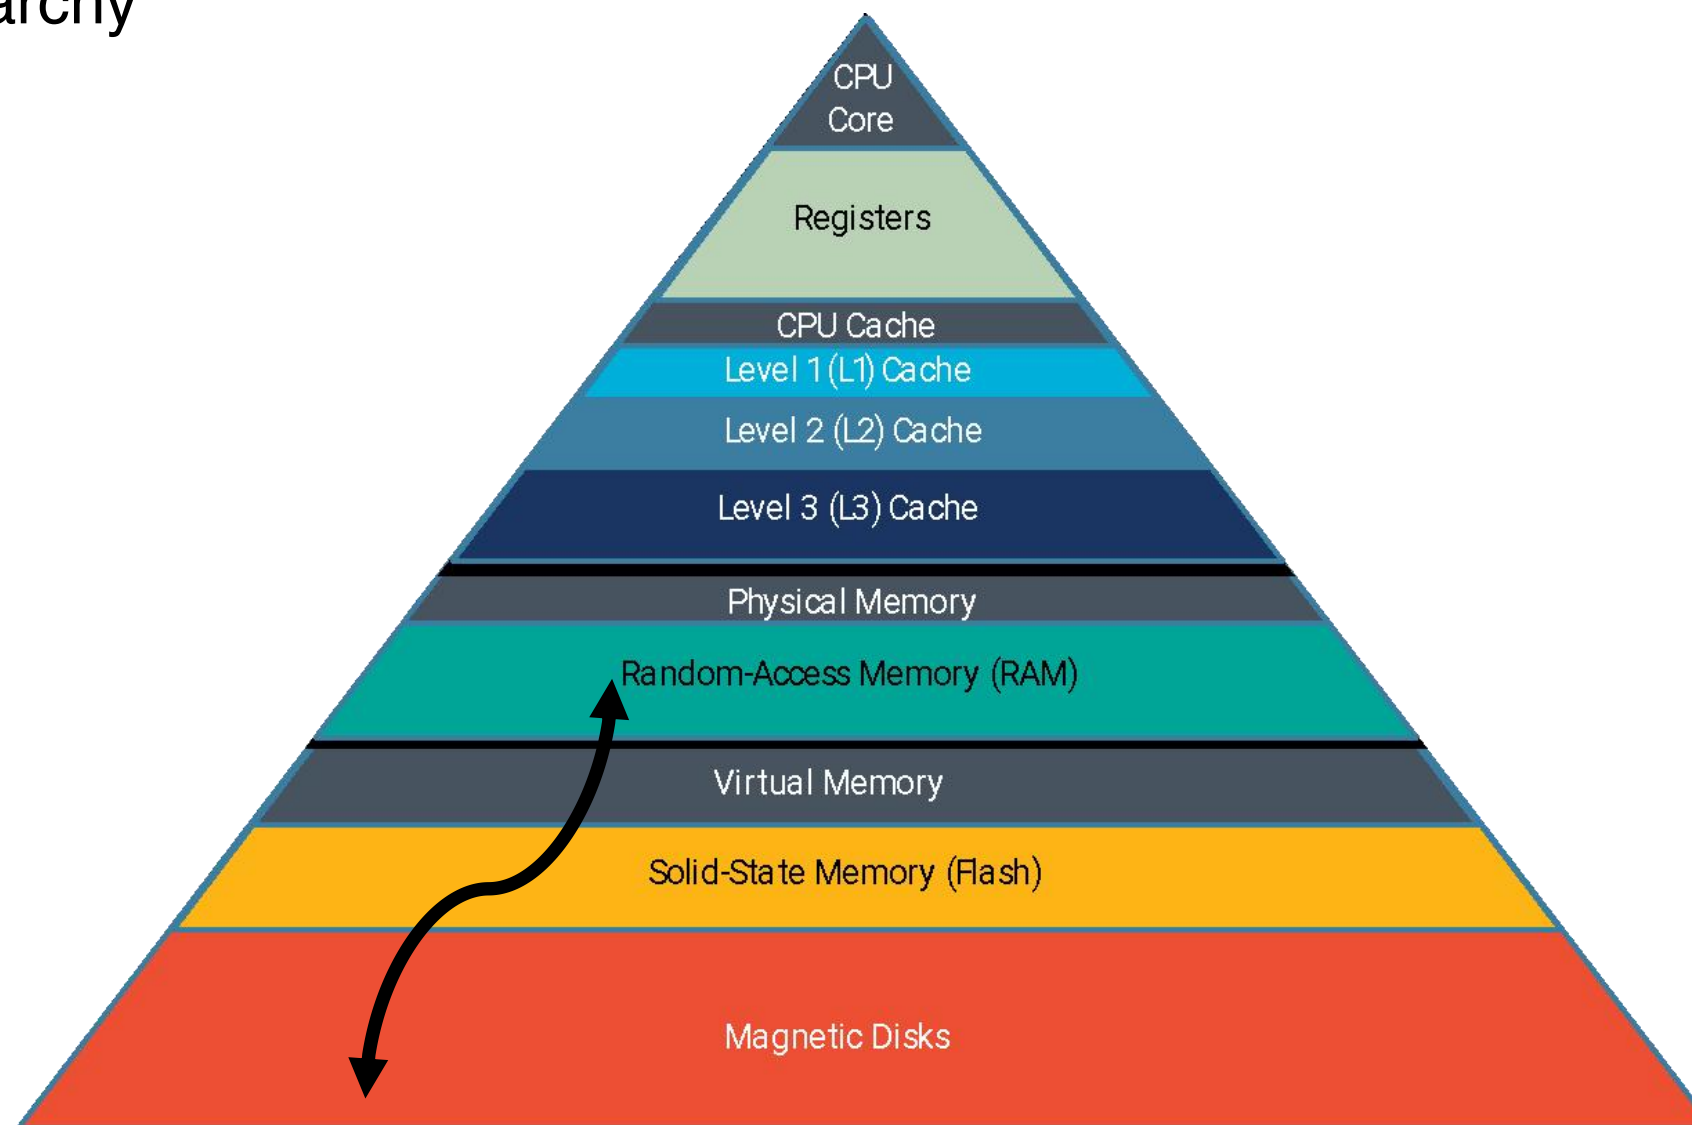 archy
CPU
Core
Registers
CPU Cache
Level 1 (L1) Cache
Level 2 (L2) Cache
Level 3 (L3) Cache
Physical Memory
Random-Access Memory (RAM)
Virtual Memory
Solid-State Memory (Flash)
Magnetic Disks